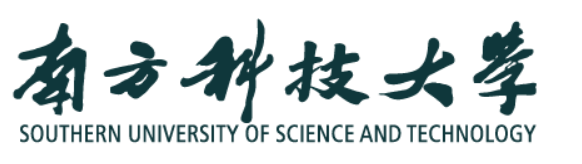 南方科技大学
SOUTHERN UNIVERSITY OF SCIENCE AND TECHNOLOGY